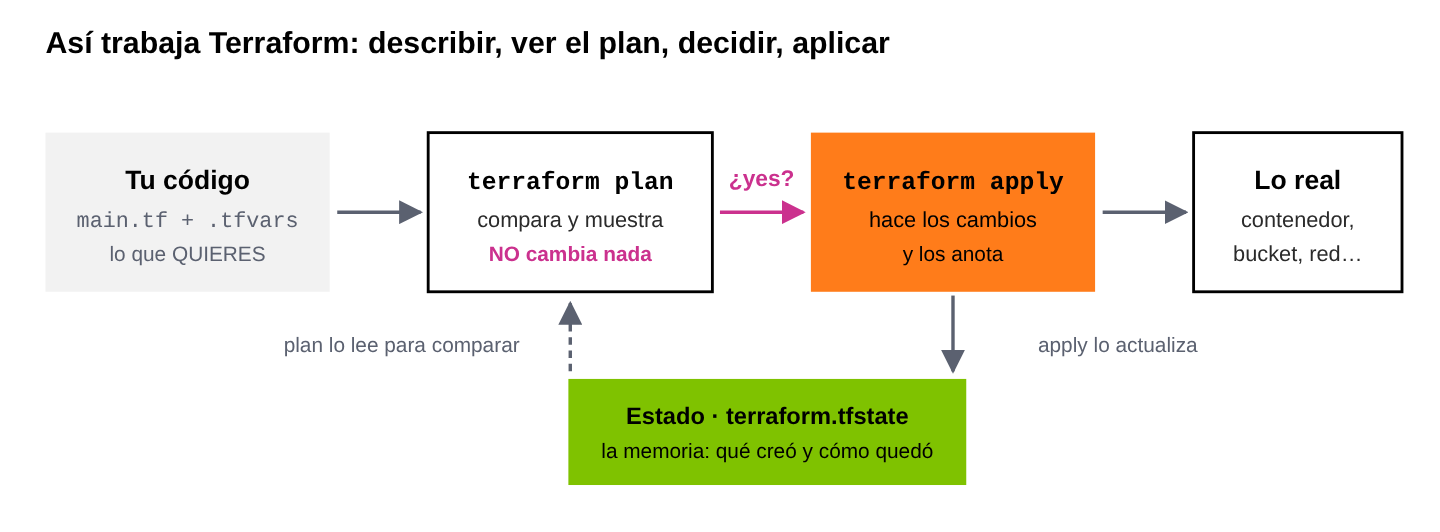 Así trabaja Terraform: describir, ver el plan, decidir, aplicar
Tu código
main.tf + .tfvars
lo que QUIERES
terraform plan
compara y muestra
NO cambia nada
¿yes?
terraform apply
hace los cambios
y los anota
Lo real
contenedor,
bucket, red…
plan lo lee para comparar
apply lo actualiza
Estado · terraform.tfstate
la memoria: qué creó y cómo quedó